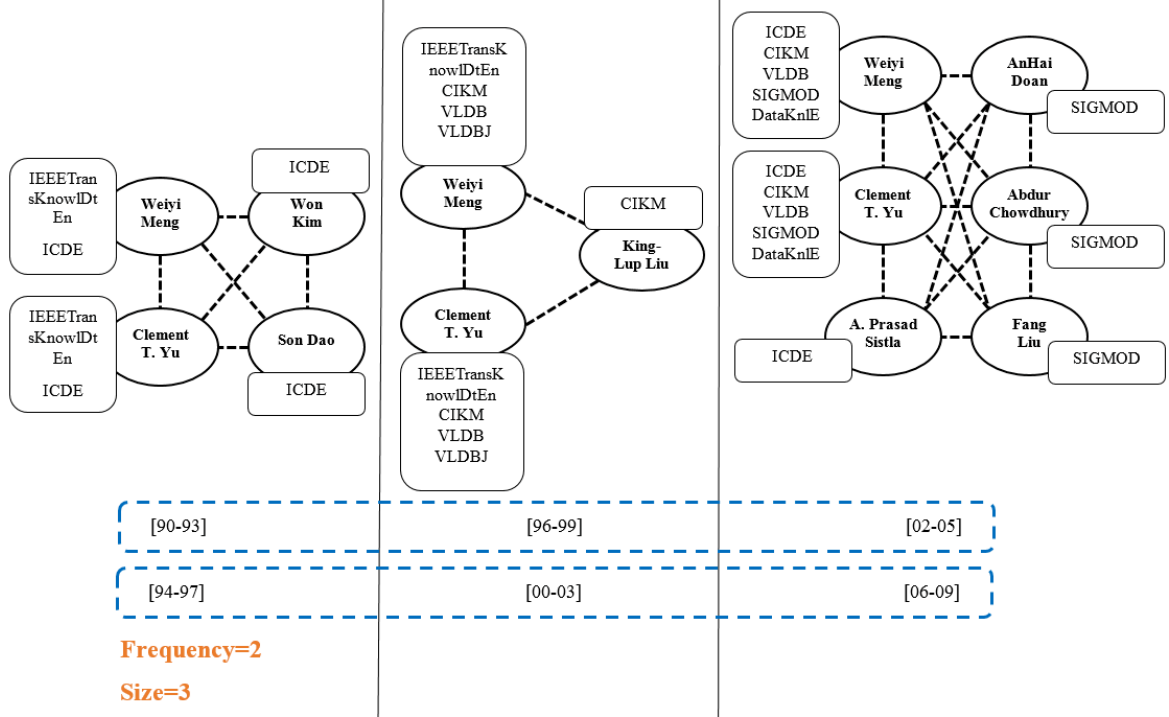 IEEETran
sKnowlDt
En
ICDE
Weiyi
Meng
ICDE
Won
Kim
IEEETran
sKnowlDt
En
ICDE
Clement
T. Yu
Son Dao
ICDE
IEEETransK
nowlDtEn
CIKM
VLDB
VLDBJ
Weiyi
Meng
CIKM
King-
Lup Liu
Clement
T. Yu
IEEETransK
nowlDtEn
CIKM
VLDB
VLDBJ
ICDE
CIKM
VLDB
SIGMOD
DataKnlE
Weiyi
Meng
AnHai
Doan
SIGMOD
ICDE
CIKM
VLDB
SIGMOD
DataKnlE
Clement
T. Yu
Abdur
Chowdhury
SIGMOD
A. Prasad
Sistla
ICDE
Fang
Liu
SIGMOD
[90-93] [96-99] [02-05]
[94-97] [00-03] [06-09]
Frequency=2
Size=3